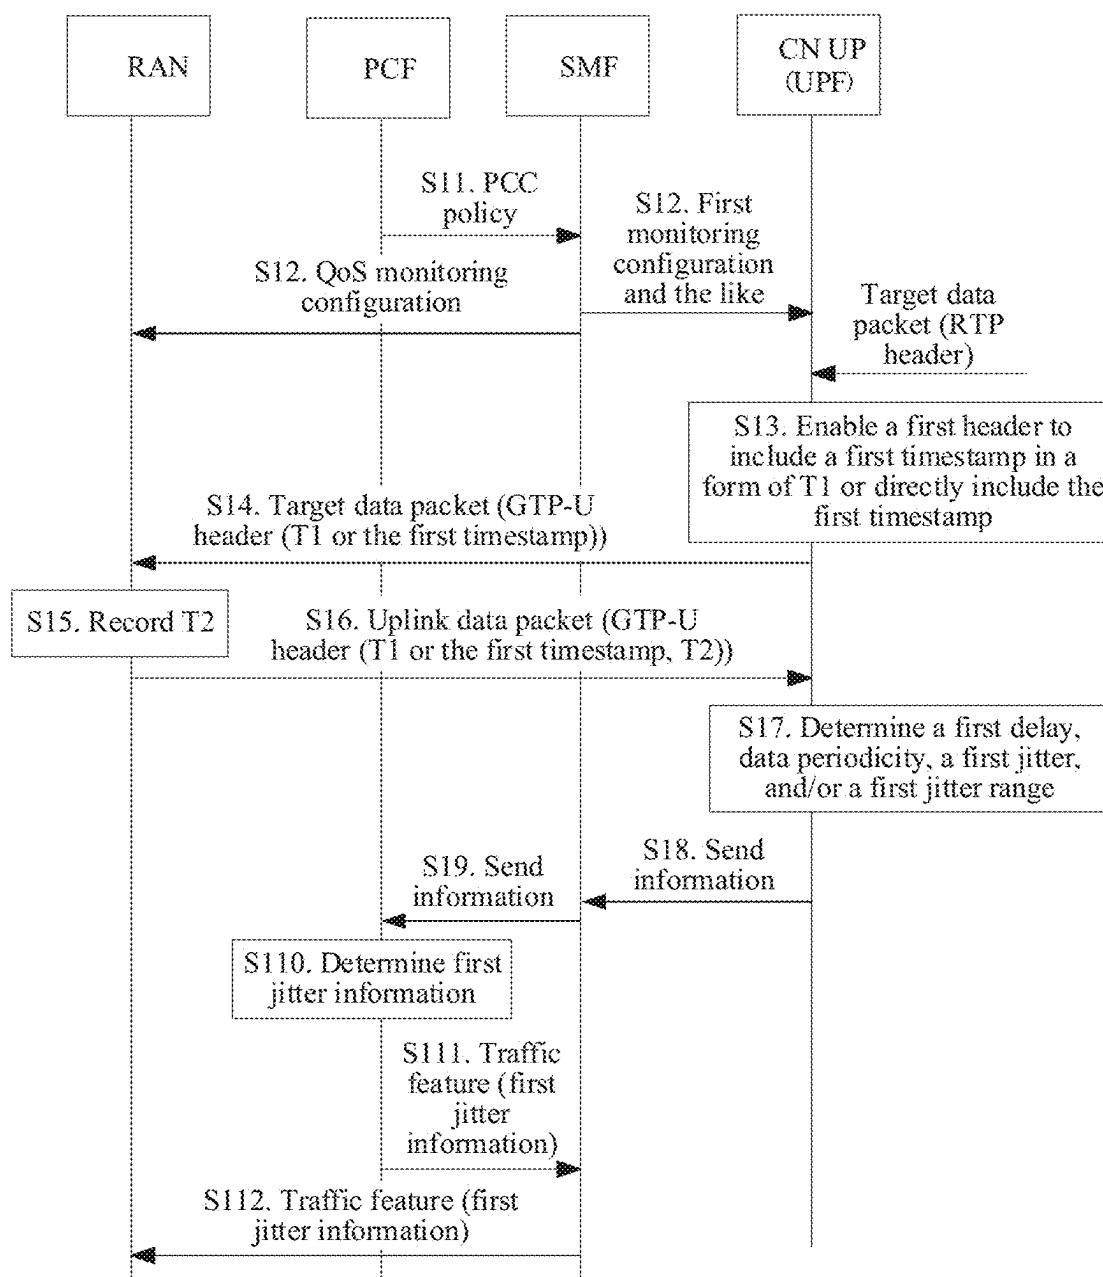 RAN
PCF
SMF
CN UP
(UPF)
S11. PCC
policy
S12. First
monitoring
configuration
and the like
S12. QoS monitoring
configuration
Target data
packet (RTP
header)
S13. Enable a first header to
include a first timestamp in a
form of T1 or directly include the
first timestamp
S14. Target data packet (GTP-U
header (T1 or the first timestamp))
S15. Record T2
S16. Uplink data packet (GTP-U
header (T1 or the first timestamp, T2))
S17. Determine a first delay,
data periodicity, a first jitter,
and/or a first jitter range
S18. Send
information
S19. Send
information
S110. Determine first
jitter information
S111. Traffic
feature (first
jitter
information)
S112. Traffic feature (first
jitter information)